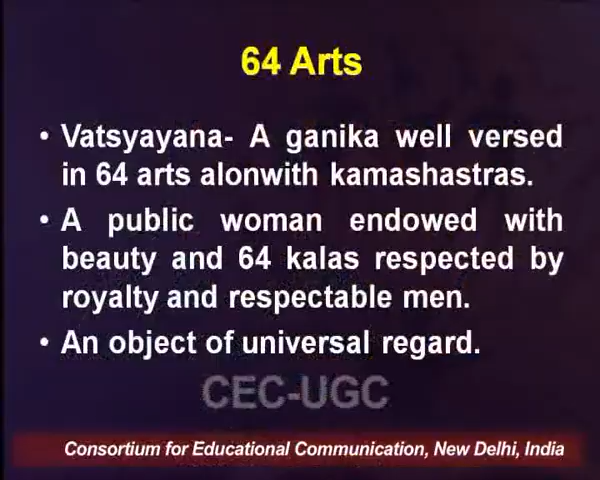 64 Arts
• Vatsyayana- A ganika well versed
in 64 arts alonwith kamashastras.
• A public woman endowed with
beauty and 64 kalas respected by
royalty and respectable men.
• An object of universal regard.
CEC-UGC
Consortium for Educational Communication, New Delhi, India